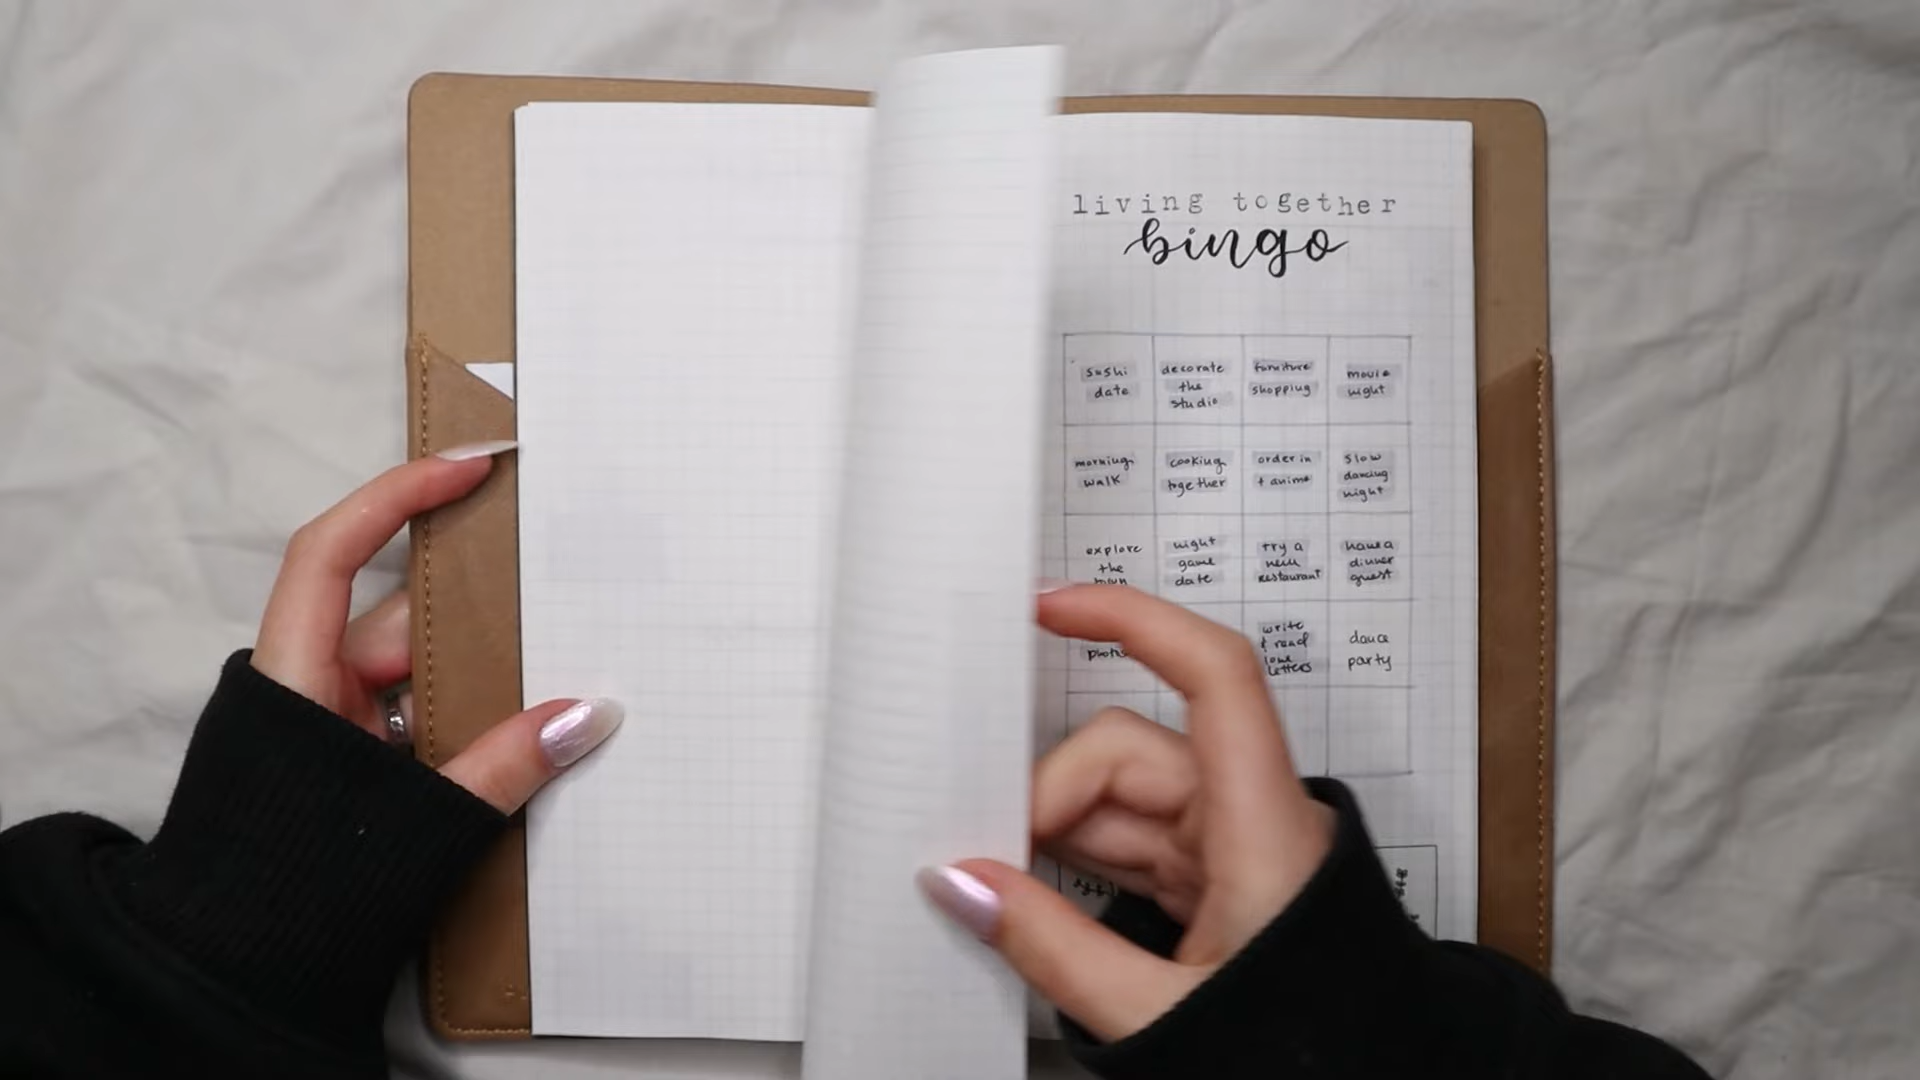 living together
bingo
sushi
date
decorate
the
studio
furniture
shopping
movie
night
morning
walk
cooking
together
order in
+ anime
slow
dancing
night
explore
the
town
night
game
date
try a
new
restaurant
have a
dinner
guest
photos
write
& read
love
letters
dance
party